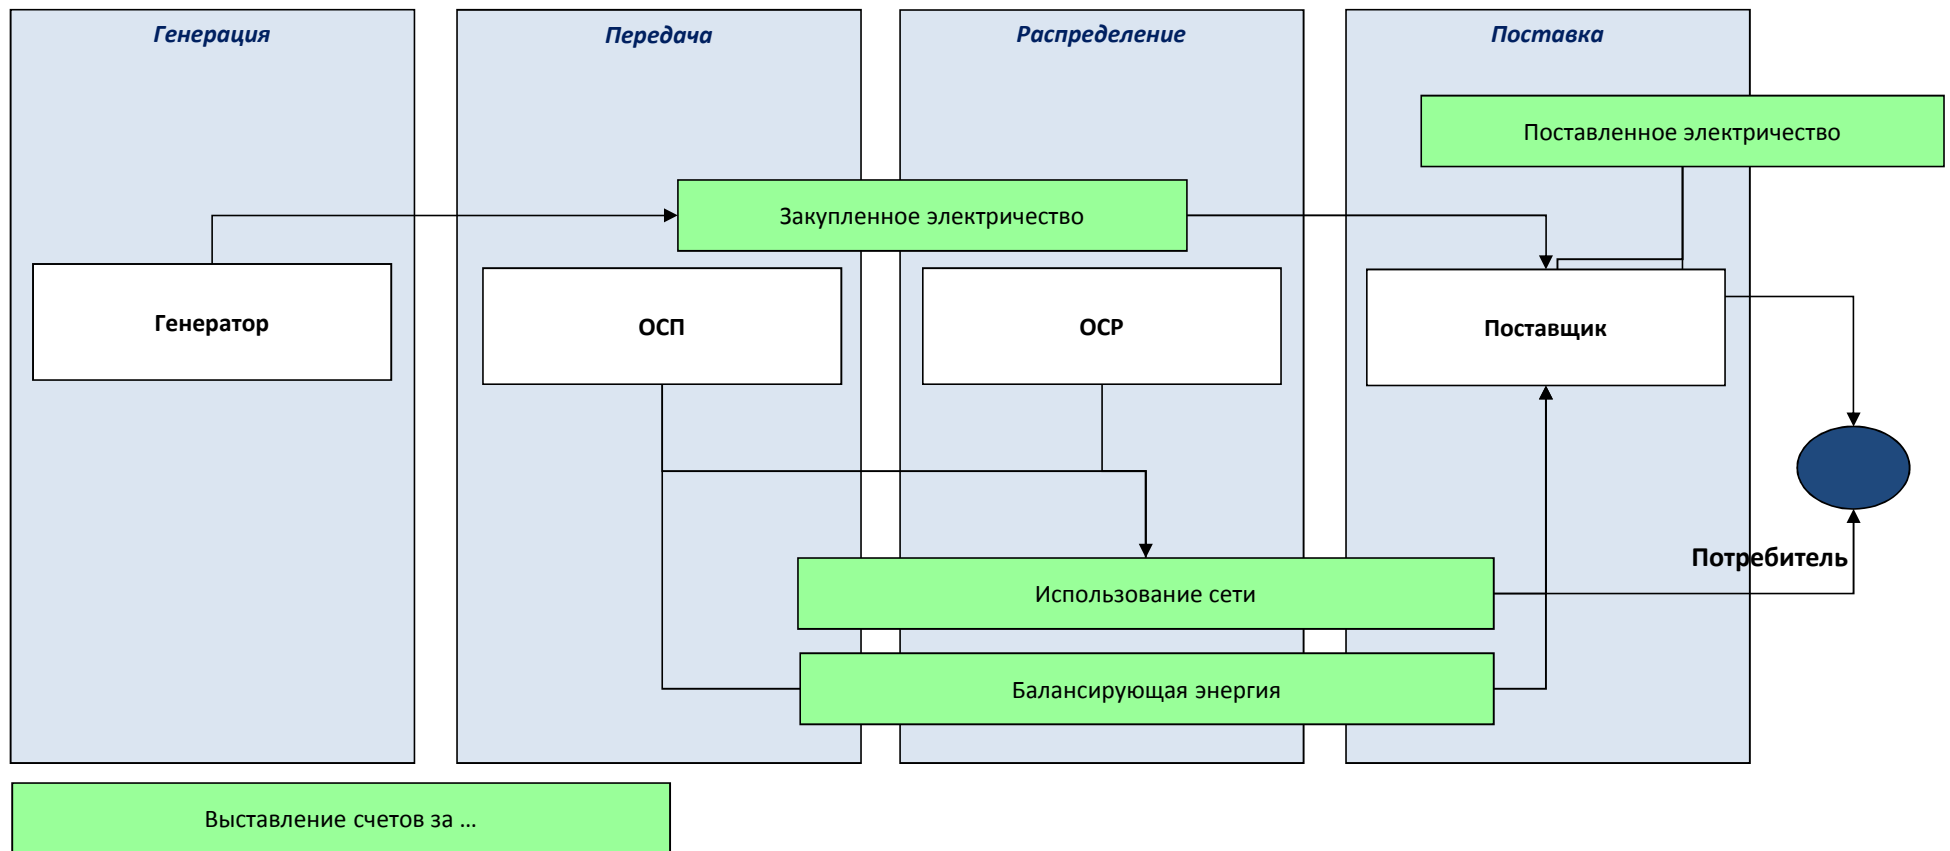 Генерация
Передача
Распределение
Поставка
Поставленное электричество
Закупленное электричество
Генератор
ОСП
ОСР
Поставщик
Потребитель
Использование сети
Балансирующая энергия
Выставление счетов за ...